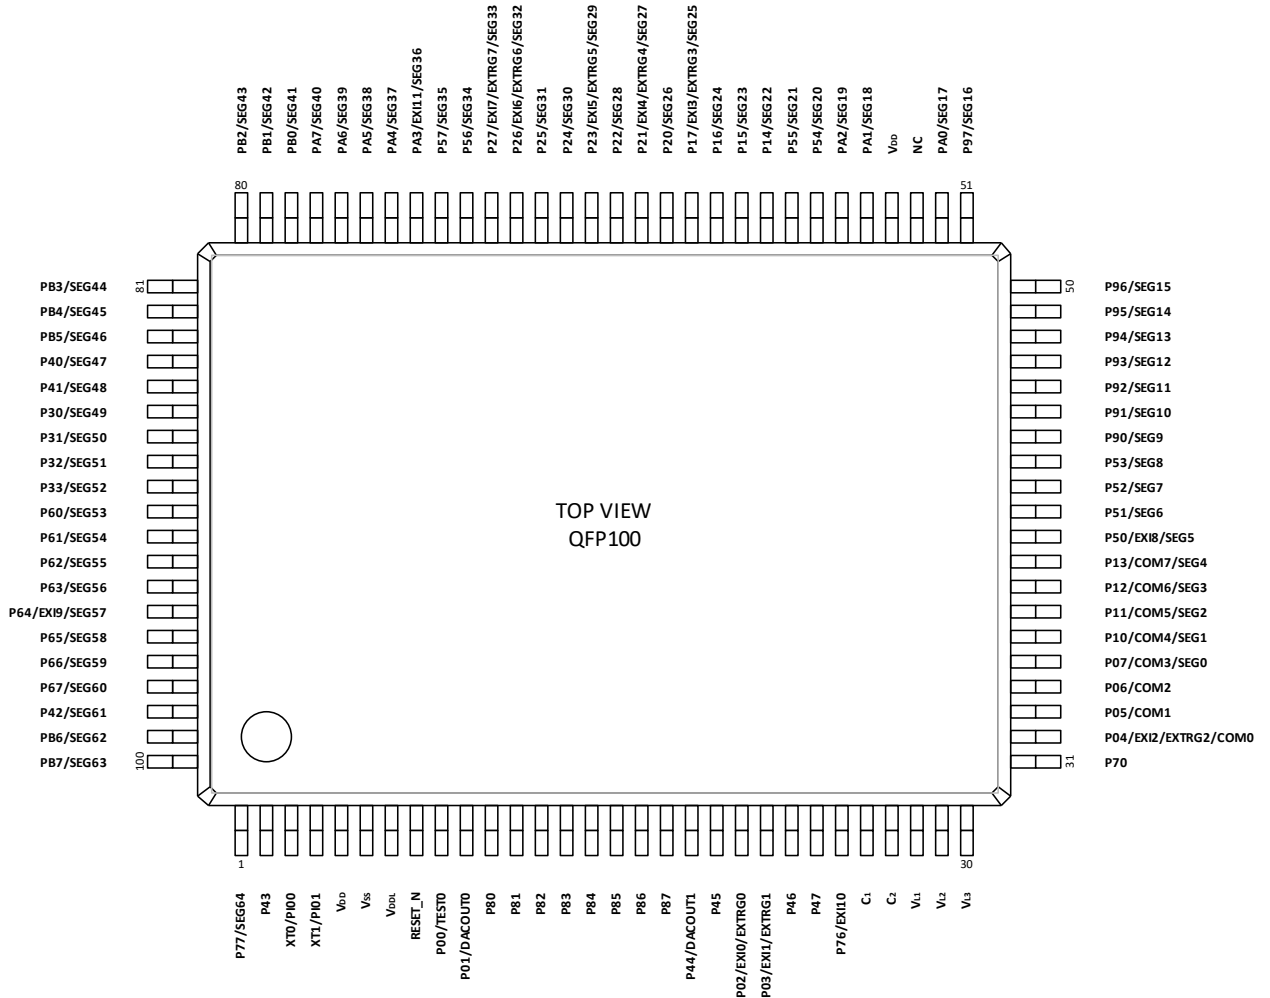 PB2/SEG43
PB1/SEG42
PB0/SEG41
PA7/SEG40
PA6/SEG39
PA5/SEG38
PA4/SEG37
PA3/EXI11/SEG36
P57/SEG35
P56/SEG34
P27/EXI7/EXTRG7/SEG33
P26/EXI6/EXTRG6/SEG32
P25/SEG31
P24/SEG30
P23/EXI5/EXTRG5/SEG29
P22/SEG28
P21/EXI4/EXTRG4/SEG27
P20/SEG26
P17/EXI3/EXTRG3/SEG25
P16/SEG24
P15/SEG23
P14/SEG22
P55/SEG21
P54/SEG20
PA2/SEG19
PA1/SEG18
VDD
NC
PA0/SEG17
P97/SEG16
80
51
PB3/SEG44
81
PB4/SEG45
PB5/SEG46
P40/SEG47
P41/SEG48
P30/SEG49
P31/SEG50
P32/SEG51
P33/SEG52
P60/SEG53
P61/SEG54
P62/SEG55
P63/SEG56
P64/EXI9/SEG57
P65/SEG58
P66/SEG59
P67/SEG60
P42/SEG61
PB6/SEG62
PB7/SEG63
100
TOP VIEW
QFP100
50
P96/SEG15
P95/SEG14
P94/SEG13
P93/SEG12
P92/SEG11
P91/SEG10
P90/SEG9
P53/SEG8
P52/SEG7
P51/SEG6
P50/EXI8/SEG5
P13/COM7/SEG4
P12/COM6/SEG3
P11/COM5/SEG2
P10/COM4/SEG1
P07/COM3/SEG0
P06/COM2
P05/COM1
P04/EXI2/EXTRG2/COM0
31
P70
1
30
P77/SEG64
P43
XT0/PI00
XT1/PI01
VDD
VSS
VDDL
RESET_N
P00/TEST0
P01/DACOUT0
P80
P81
P82
P83
P84
P85
P86
P87
P44/DACOUT1
P45
P02/EXI0/EXTRG0
P03/EXI1/EXTRG1
P46
P47
P76/EXI10
C1
C2
VL1
VL2
VL3